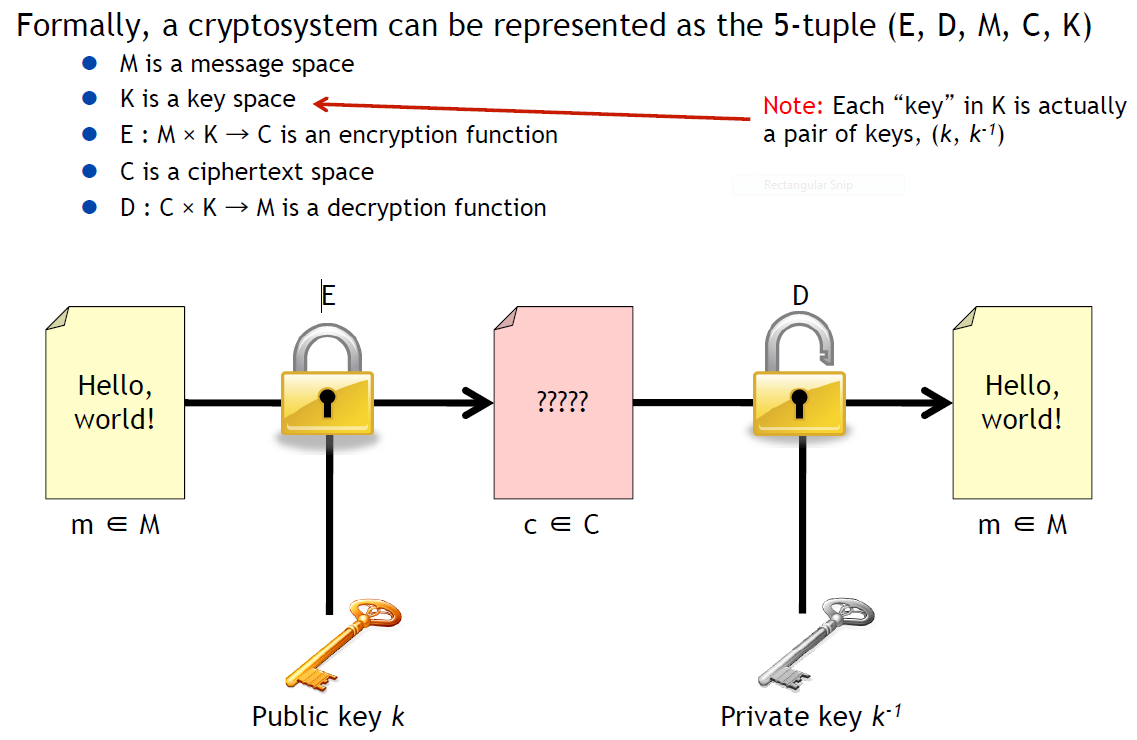 Formally, a cryptosystem can be represented as the 5-tuple (E, D, M, C, K)
● M is a message space
● K is a key space
● E : M × K → C is an encryption function
● C is a ciphertext space
● D : C × K → M is a decryption function
Note: Each “key” in K is actually
a pair of keys, (k, k⁻¹)
Rectangular Snip
E
D
Hello,
world!
?????
Hello,
world!
m ∈ M
c ∈ C
m ∈ M
Public key k
Private key k⁻¹